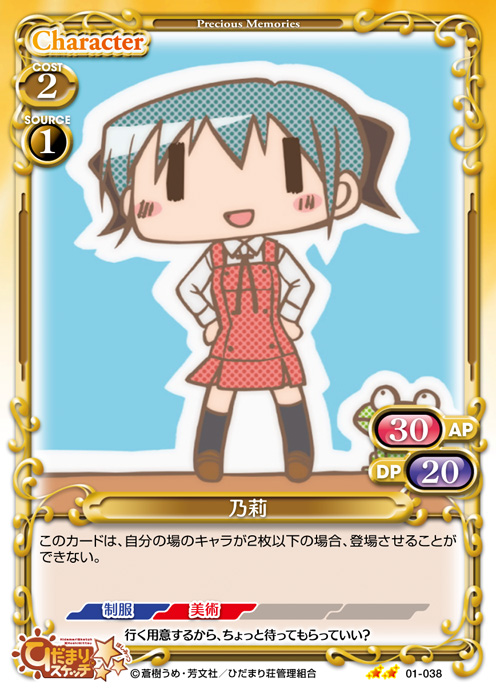 Precious Memories
Character
COST
2
SOURCE
1
30 AP
DP 20
乃莉
このカードは、自分の場のキャラが2枚以下の場合、登場させることが
できない。
制服 美術
行く用意するから、ちょっと待ってもらっていい?
ひだまり
スケッチ
©蒼樹うめ・芳文社/ひだまり荘管理組合
01-038